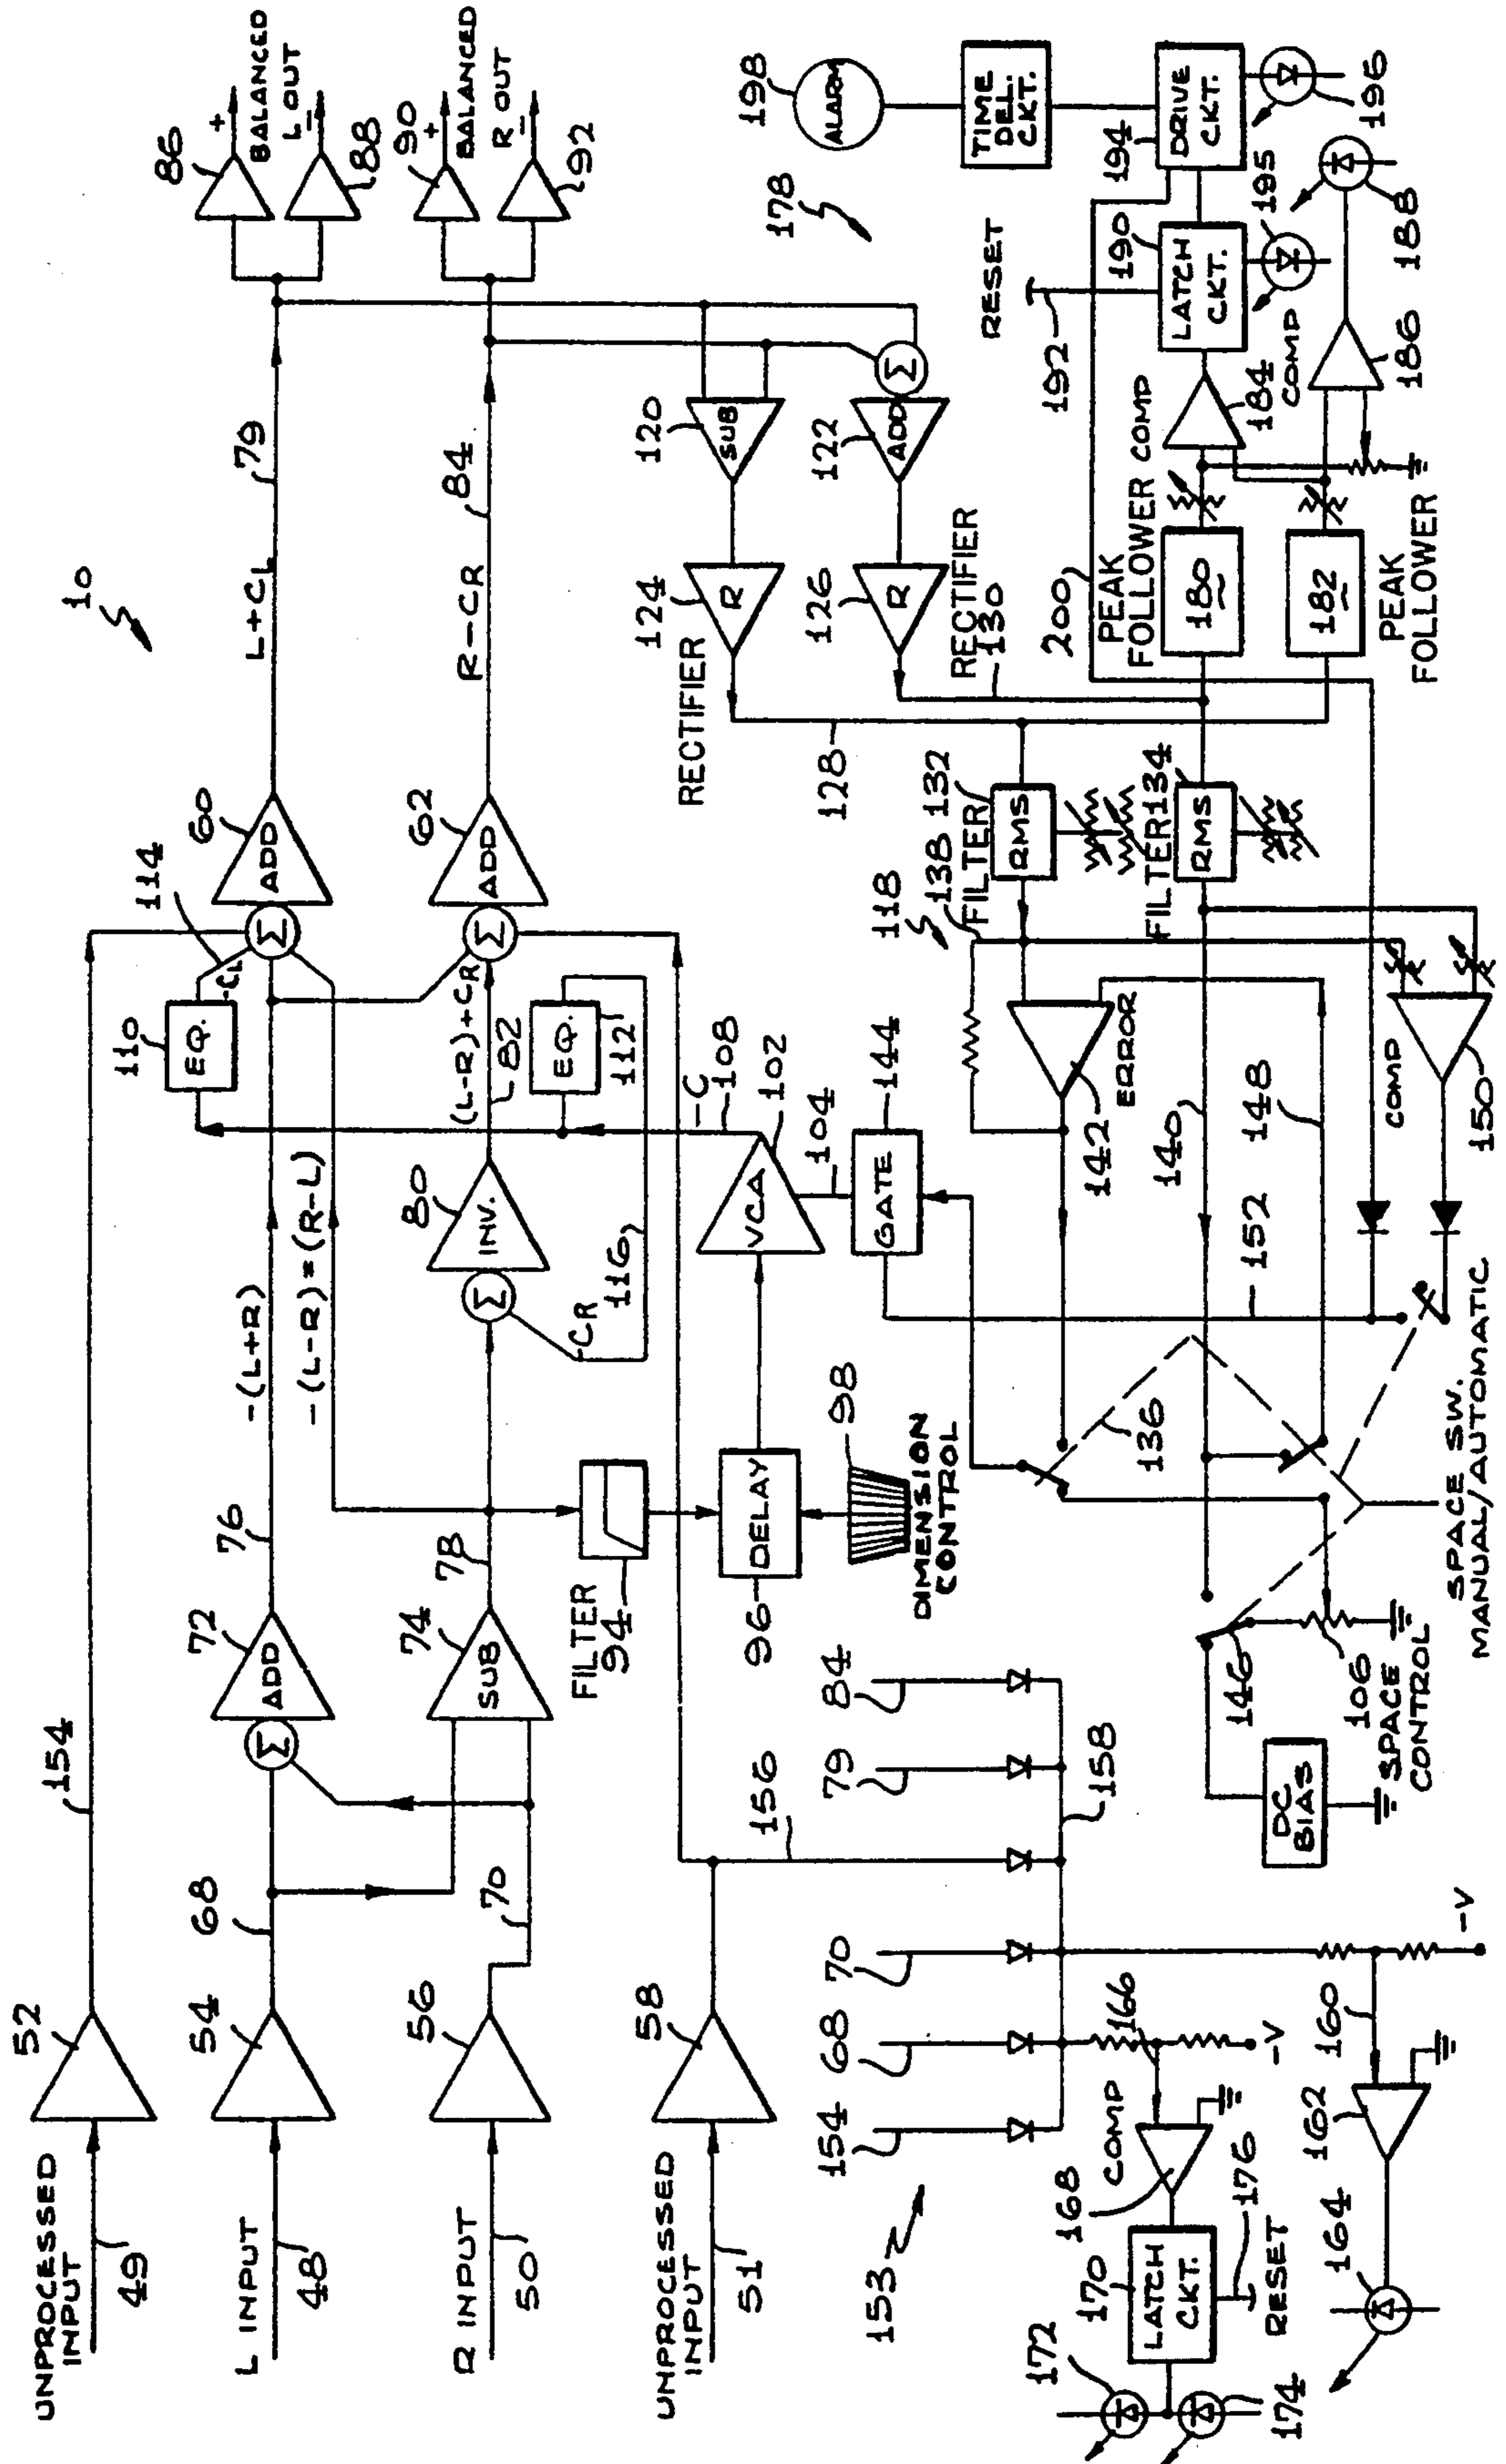 UNPROCESSED
INPUT
49
52
154
L INPUT
48
54
68
R INPUT
50
56
70
UNPROCESSED
INPUT
51
58
156
Σ
ADD
72
76
-(L+R)
-(L-R)=(R-L)
SUB
74
78
FILTER
94
96
DELAY
98
DIMENSION
CONTROL
Σ
INV.
80
-CR
116
(L-R)+CR
82
110
EQ.
-CL
114
EQ.
112
-C
108
VCA
102
104
GATE
144
Σ
ADD
60
Σ
ADD
62
10
L+CL
79
R-CR
84
86
+
BALANCED
L OUT
-
88
90
+
BALANCED
R OUT
-
92
SUB
120
ADD
122
Σ
R
124
RECTIFIER
R
126
RECTIFIER
130
128
FILTER
132
RMS
FILTER
134
RMS
118
138
142
ERROR
140
148
COMP
150
152
136
SPACE SW.
MANUAL/AUTOMATIC
146
106
SPACE
CONTROL
DC
BIAS
178
198
ALARM
TIME
DEL.
CKT.
194
DRIVE
CKT.
196
RESET
192
190
LATCH
CKT.
195
188
COMP
184
COMP
186
200
PEAK
FOLLOWER
180
182
PEAK
FOLLOWER
153
154
68
70
79
84
158
166
-V
COMP
168
170
LATCH
CKT.
176
RESET
172
174
160
-V
162
164